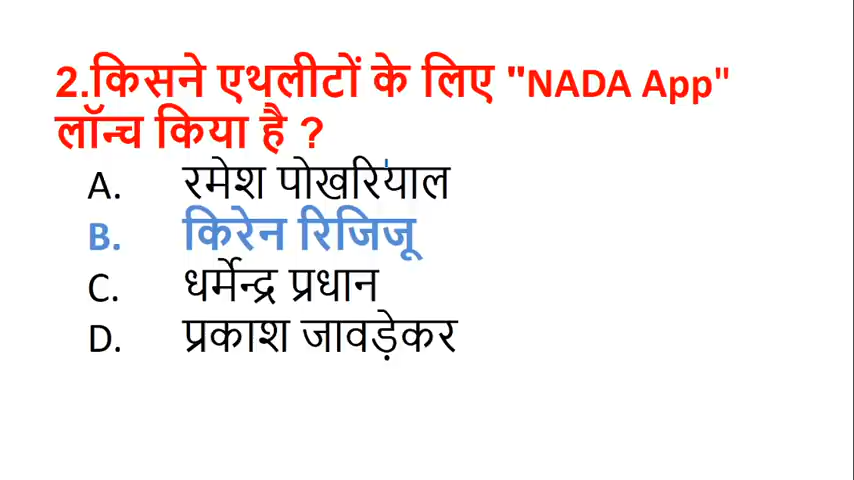 2.किसने एथलीटों के लिए "NADA App"
लॉन्च किया है ?
A. रमेश पोखरियाल
B. किरेन रिजिजू
C. धर्मेन्द्र प्रधान
D. प्रकाश जावड़ेकर